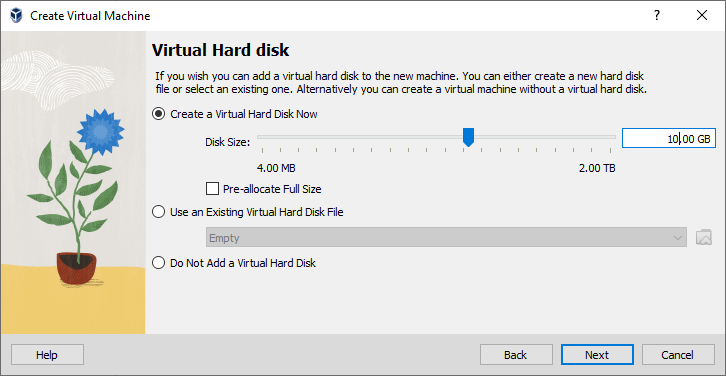 Create Virtual Machine
?
Virtual Hard disk
If you wish you can add a virtual hard disk to the new machine. You can either create a new hard disk
file or select an existing one. Alternatively you can create a virtual machine without a virtual hard disk.
Create a Virtual Hard Disk Now
Disk Size:
10.00 GB
4.00 MB
2.00 TB
Pre-allocate Full Size
Use an Existing Virtual Hard Disk File
Empty
Do Not Add a Virtual Hard Disk
Help
Back
Next
Cancel